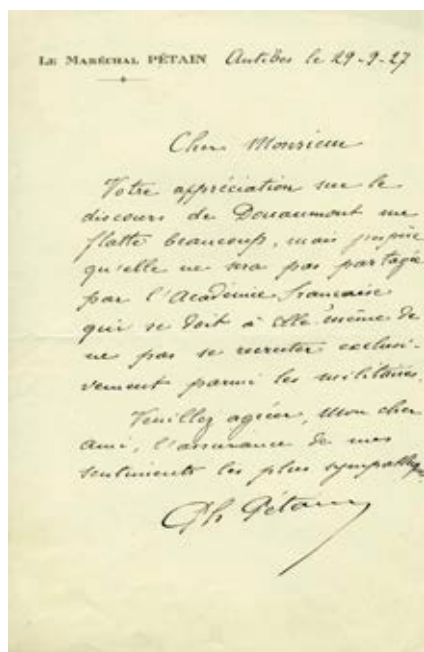 LE MARÉCHAL PÉTAIN Antibes le 29-9-27
Cher Monsieur
Votre appréciation sur le
discours de Douaumont me
flatte beaucoup, mais j'espère
qu'elle ne sera pas partagée
par l'Académie française
qui se doit à elle-même de
ne pas se recruter exclusi-
vement parmi les militaires.
Veuillez agréer, Mon cher
ami, l'assurance de mes
sentiments les plus sympathiques
Ph Pétain